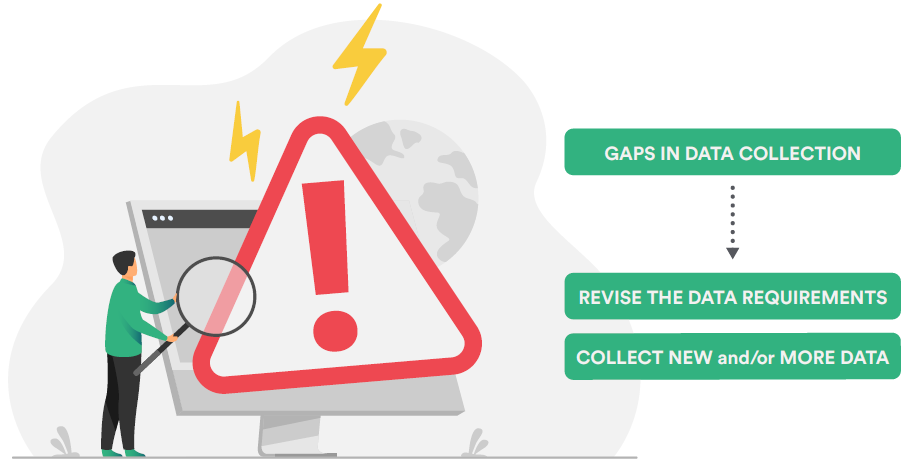 GAPS IN DATA COLLECTION
REVISE THE DATA REQUIREMENTS
COLLECT NEW and/or MORE DATA